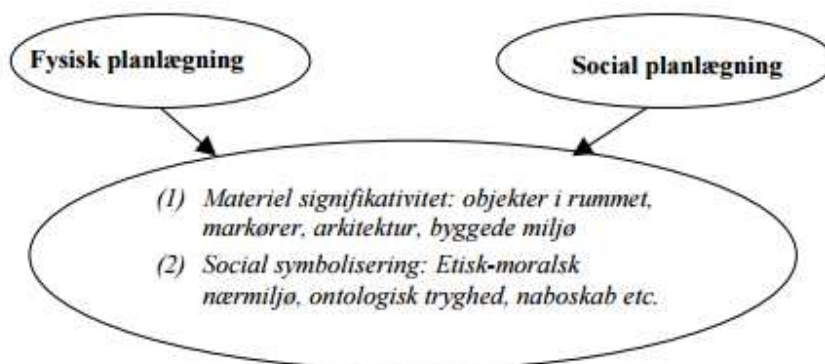 Fysisk planlægning
Social planlægning
(1) Materiel signifikativitet: objekter i rummet,
markører, arkitektur, byggede miljø
(2) Social symbolisering: Etisk-moralsk
nærmiljø, ontologisk tryghed, naboskab etc.